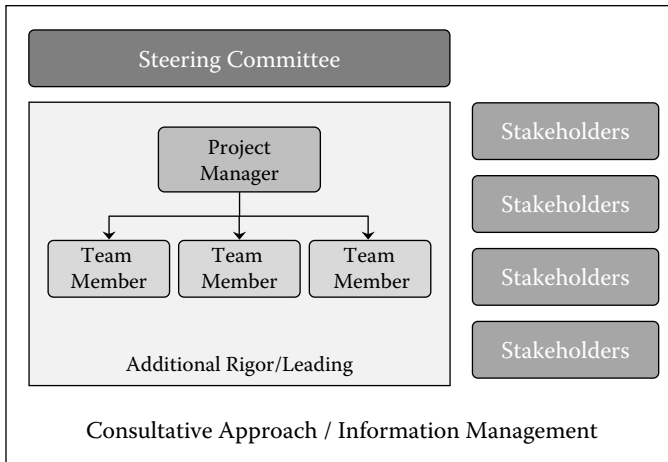 Steering Committee
Project
Manager
Team
Member
Team
Member
Team
Member
Additional Rigor/Leading
Stakeholders
Stakeholders
Stakeholders
Stakeholders
Consultative Approach / Information Management